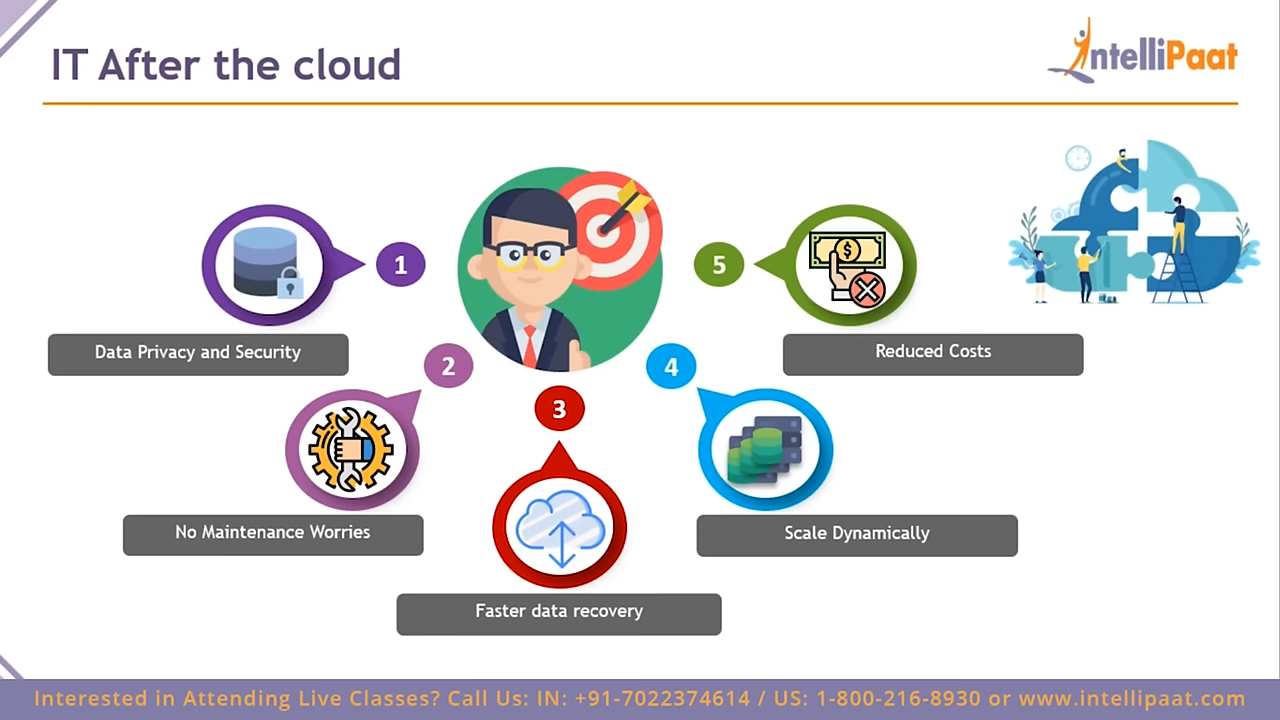 IT After the cloud
IntelliPaat
1
Data Privacy and Security
2
No Maintenance Worries
3
Faster data recovery
4
Scale Dynamically
5
$
Reduced Costs
Interested in Attending Live Classes? Call Us: IN: +91-7022374614 / US: 1-800-216-8930 or www.intellipaat.com